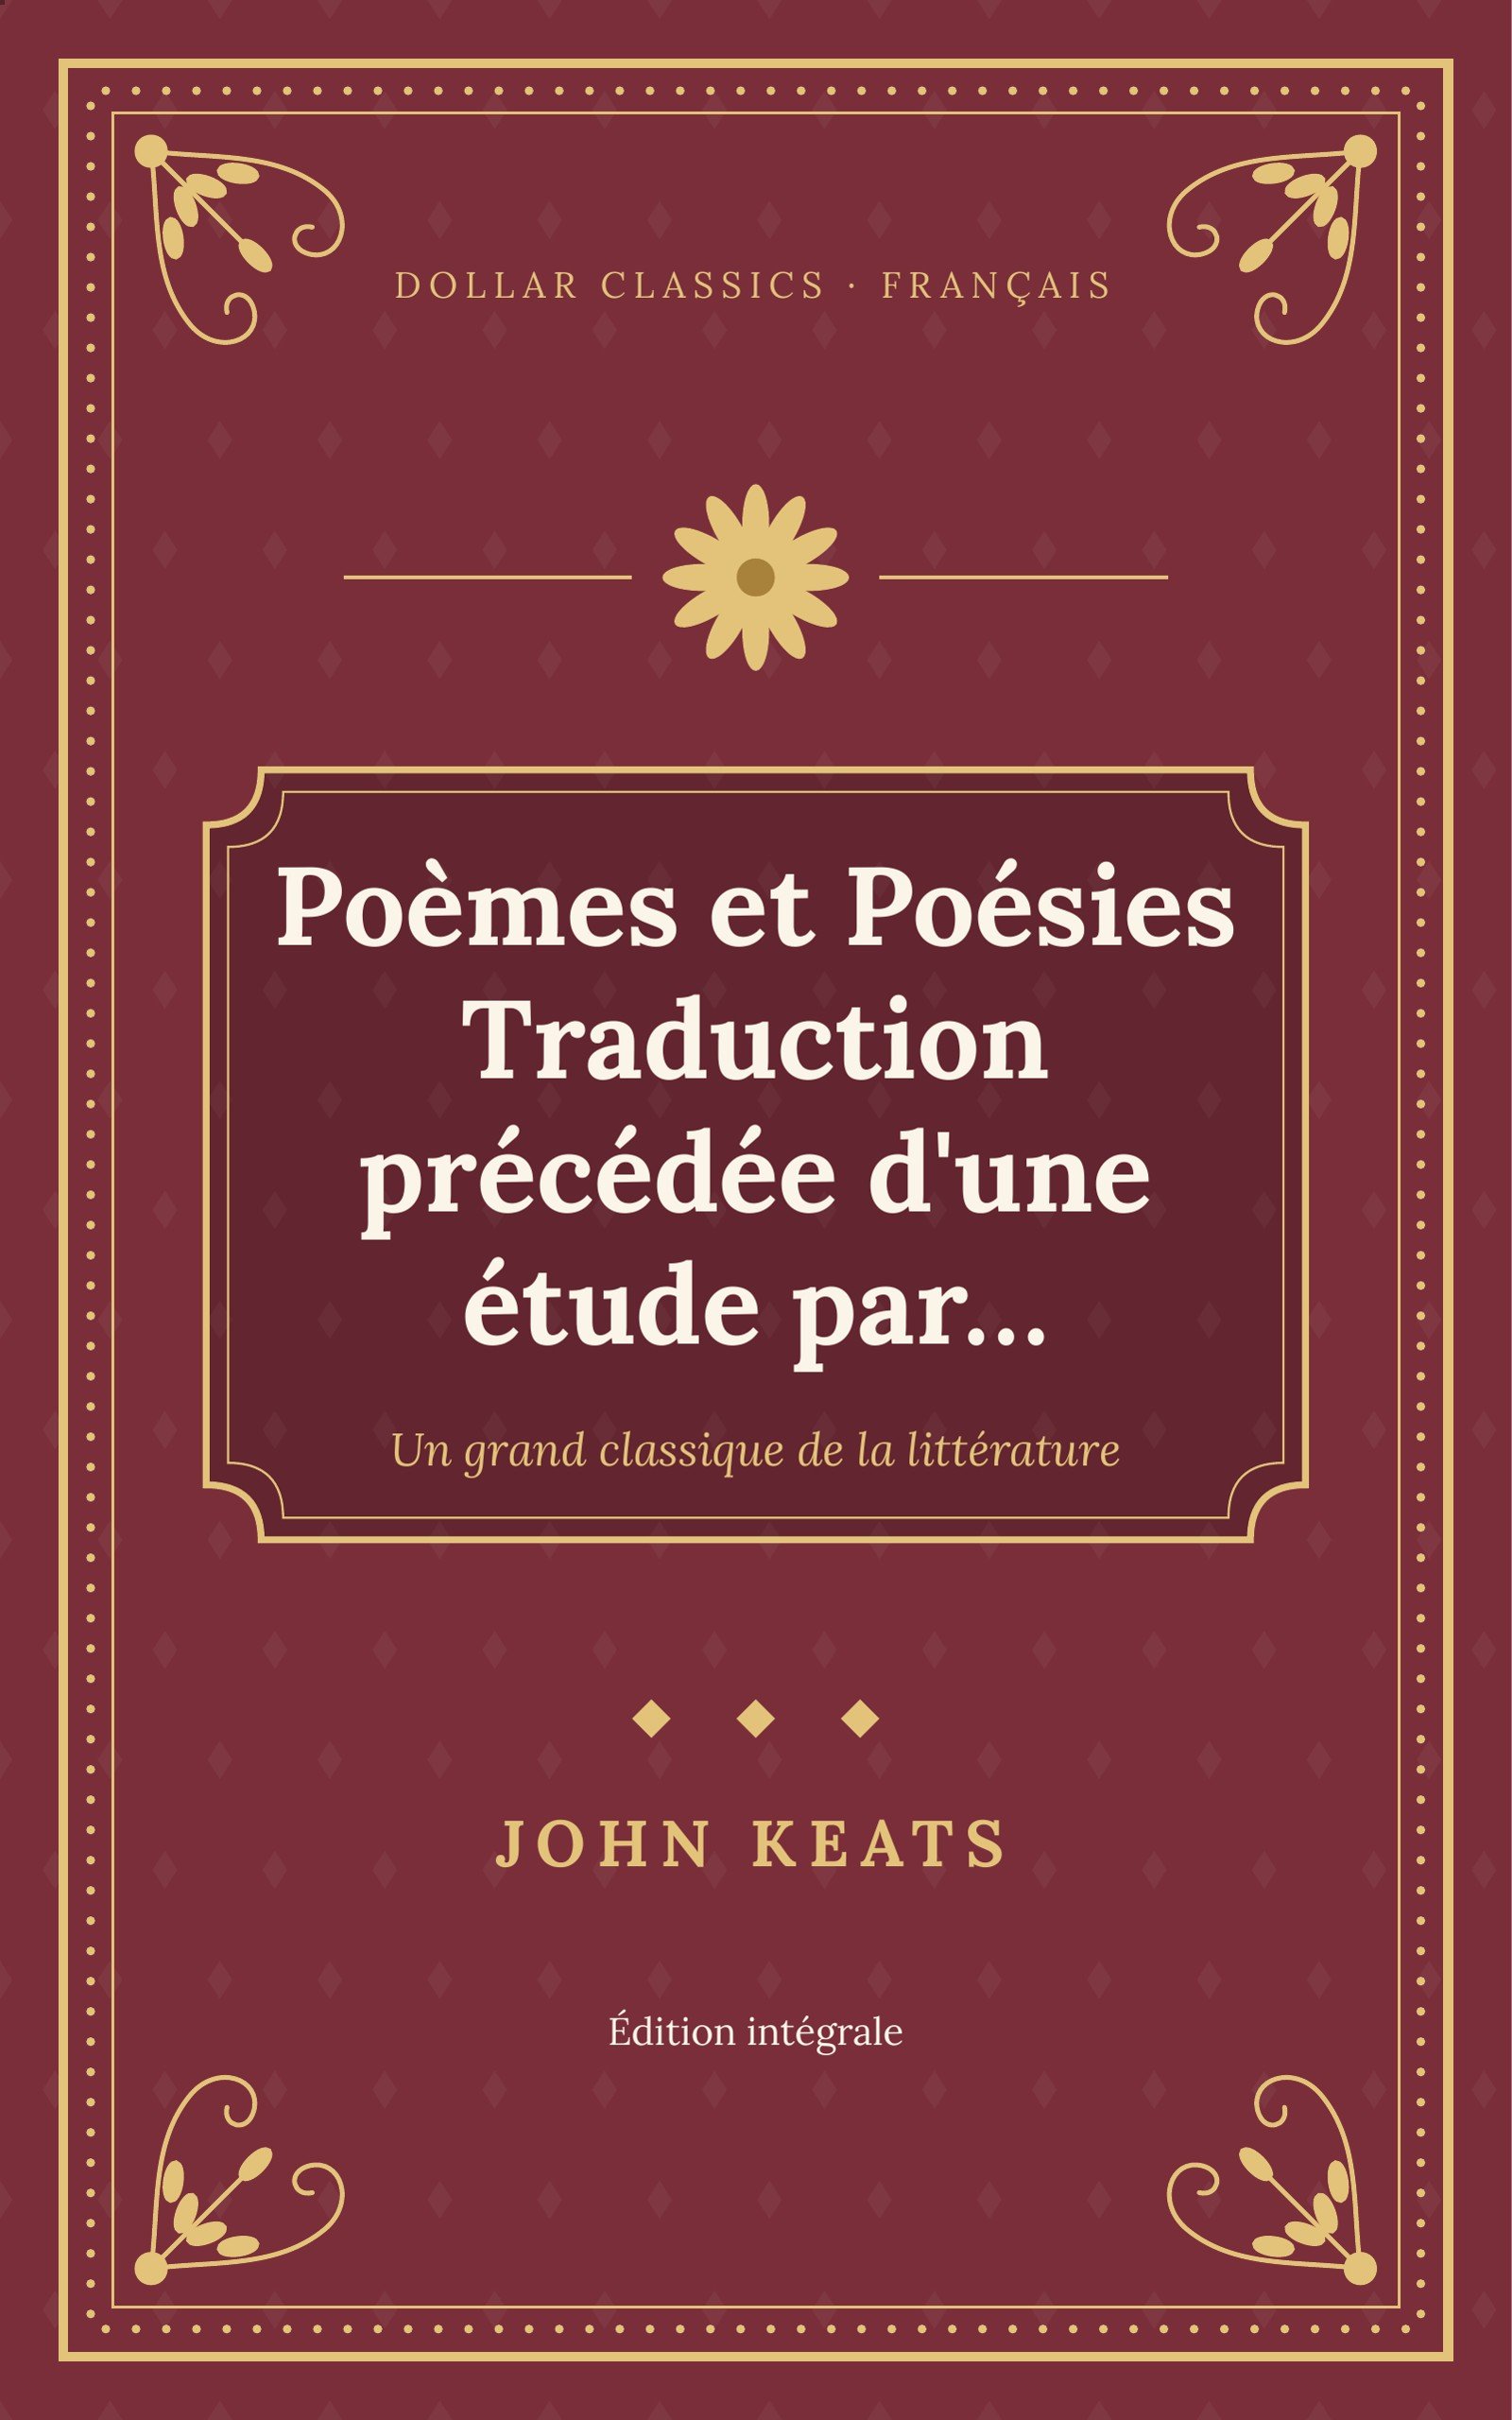 DOLLAR CLASSICS · FRANÇAIS
Poèmes et Poésies
Traduction
précédée d'une
étude par...
Un grand classique de la littérature
JOHN KEATS
Édition intégrale